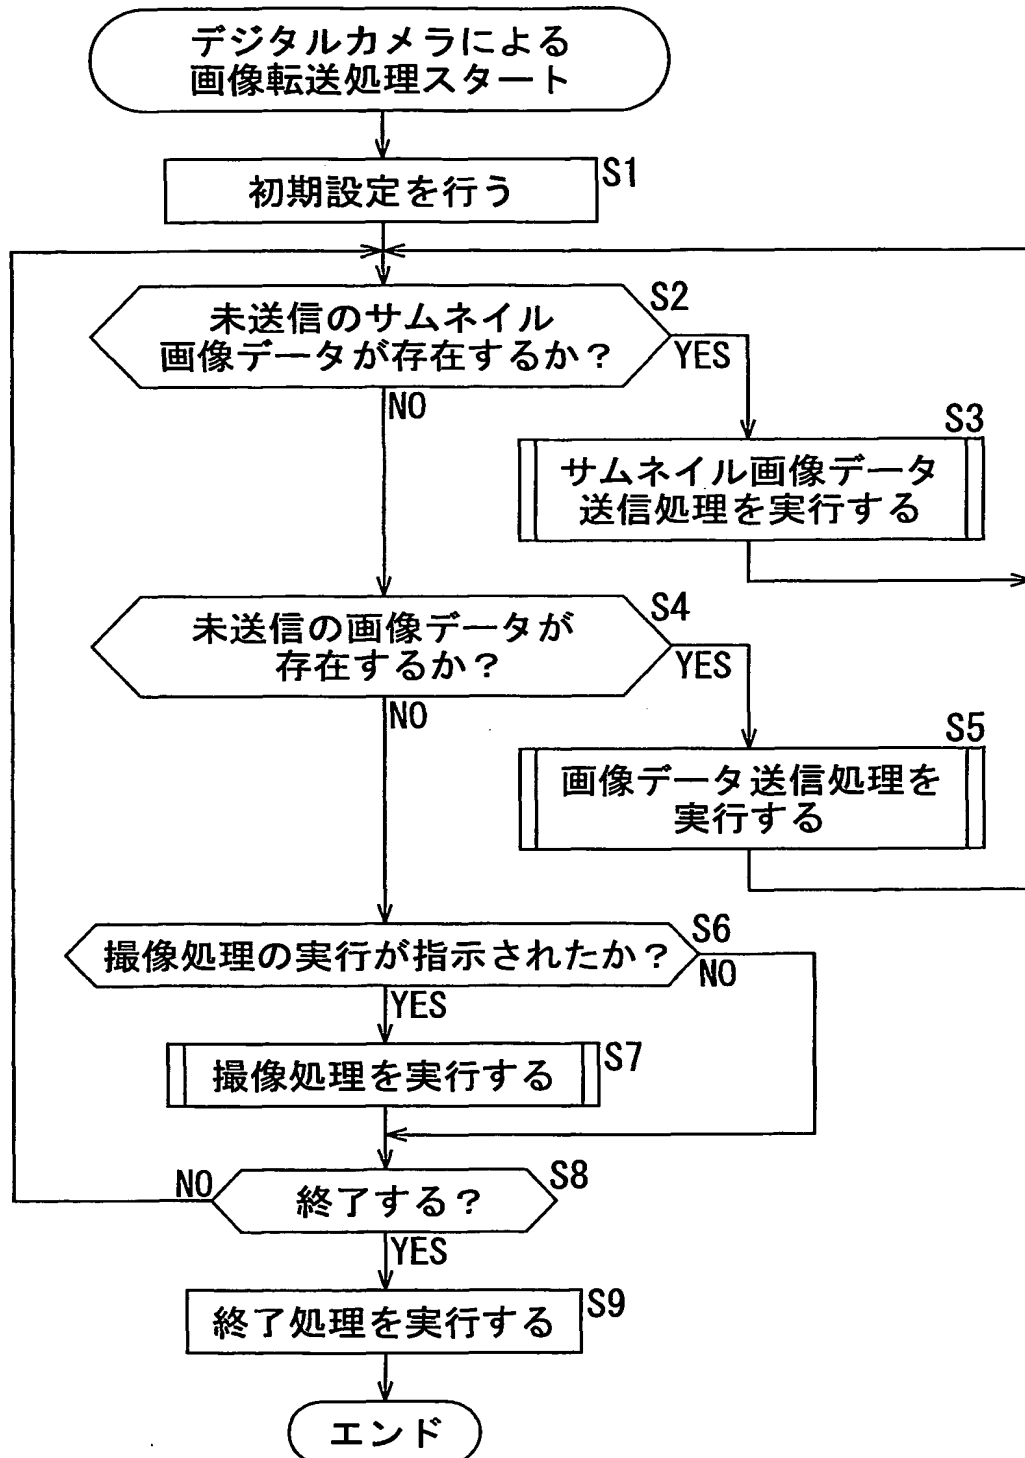 デジタルカメラによる
画像転送処理スタート
初期設定を行う
S1
未送信のサムネイル
画像データが存在するか？
S2
YES
NO
S3
サムネイル画像データ
送信処理を実行する
未送信の画像データが
存在するか？
S4
YES
NO
S5
画像データ送信処理を
実行する
撮像処理の実行が指示されたか？
S6
NO
YES
撮像処理を実行する
S7
NO
終了する？
S8
YES
終了処理を実行する
S9
エンド